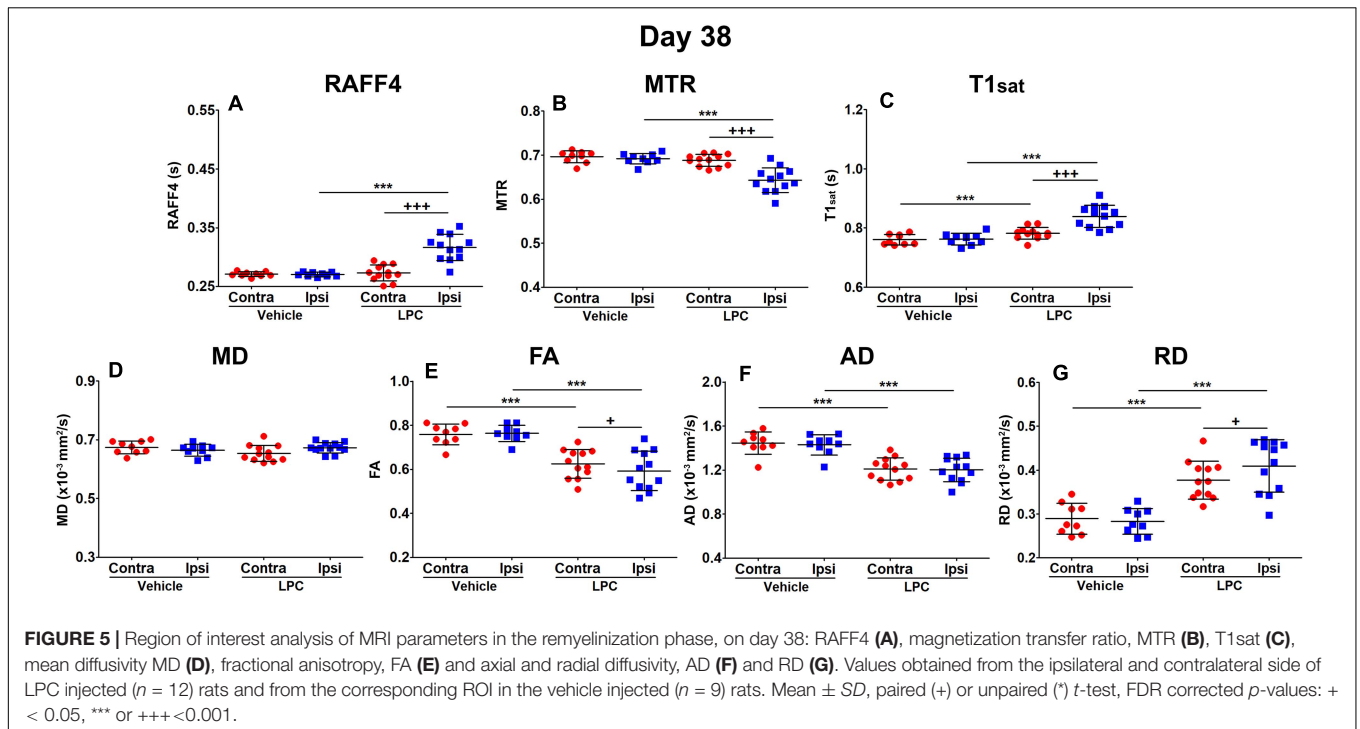 Day 38
RAFF4
MTR
T1sat
A
B
C
RAFF4 (s)
0.55
0.45
0.35
0.25
***
+++
Contra Ipsi Contra Ipsi
Vehicle LPC
MTR
0.8
0.7
0.6
0.5
0.4
***
+++
Contra Ipsi Contra Ipsi
Vehicle LPC
T1sat (s)
1.2
1.0
0.8
0.6
***
***
+++
Contra Ipsi Contra Ipsi
Vehicle LPC
MD
FA
AD
RD
D
E
F
G
MD (x10-3 mm2/s)
0.9
0.7
0.5
0.3
Contra Ipsi Contra Ipsi
Vehicle LPC
FA
1.0
0.8
0.6
0.4
0.2
***
***
+
Contra Ipsi Contra Ipsi
Vehicle LPC
AD (x10-3 mm2/s)
2.0
1.6
1.2
0.8
0.4
***
***
Contra Ipsi Contra Ipsi
Vehicle LPC
RD (x10-3 mm2/s)
0.6
0.5
0.4
0.3
0.2
***
***
+
Contra Ipsi Contra Ipsi
Vehicle LPC
FIGURE 5 | Region of interest analysis of MRI parameters in the remyelinization phase, on day 38: RAFF4 (A), magnetization transfer ratio, MTR (B), T1sat (C),
mean diffusivity MD (D), fractional anisotropy, FA (E) and axial and radial diffusivity, AD (F) and RD (G). Values obtained from the ipsilateral and contralateral side of
LPC injected (n = 12) rats and from the corresponding ROI in the vehicle injected (n = 9) rats. Mean ± SD, paired (+) or unpaired (*) t-test, FDR corrected p-values: +
< 0.05, *** or +++<0.001.